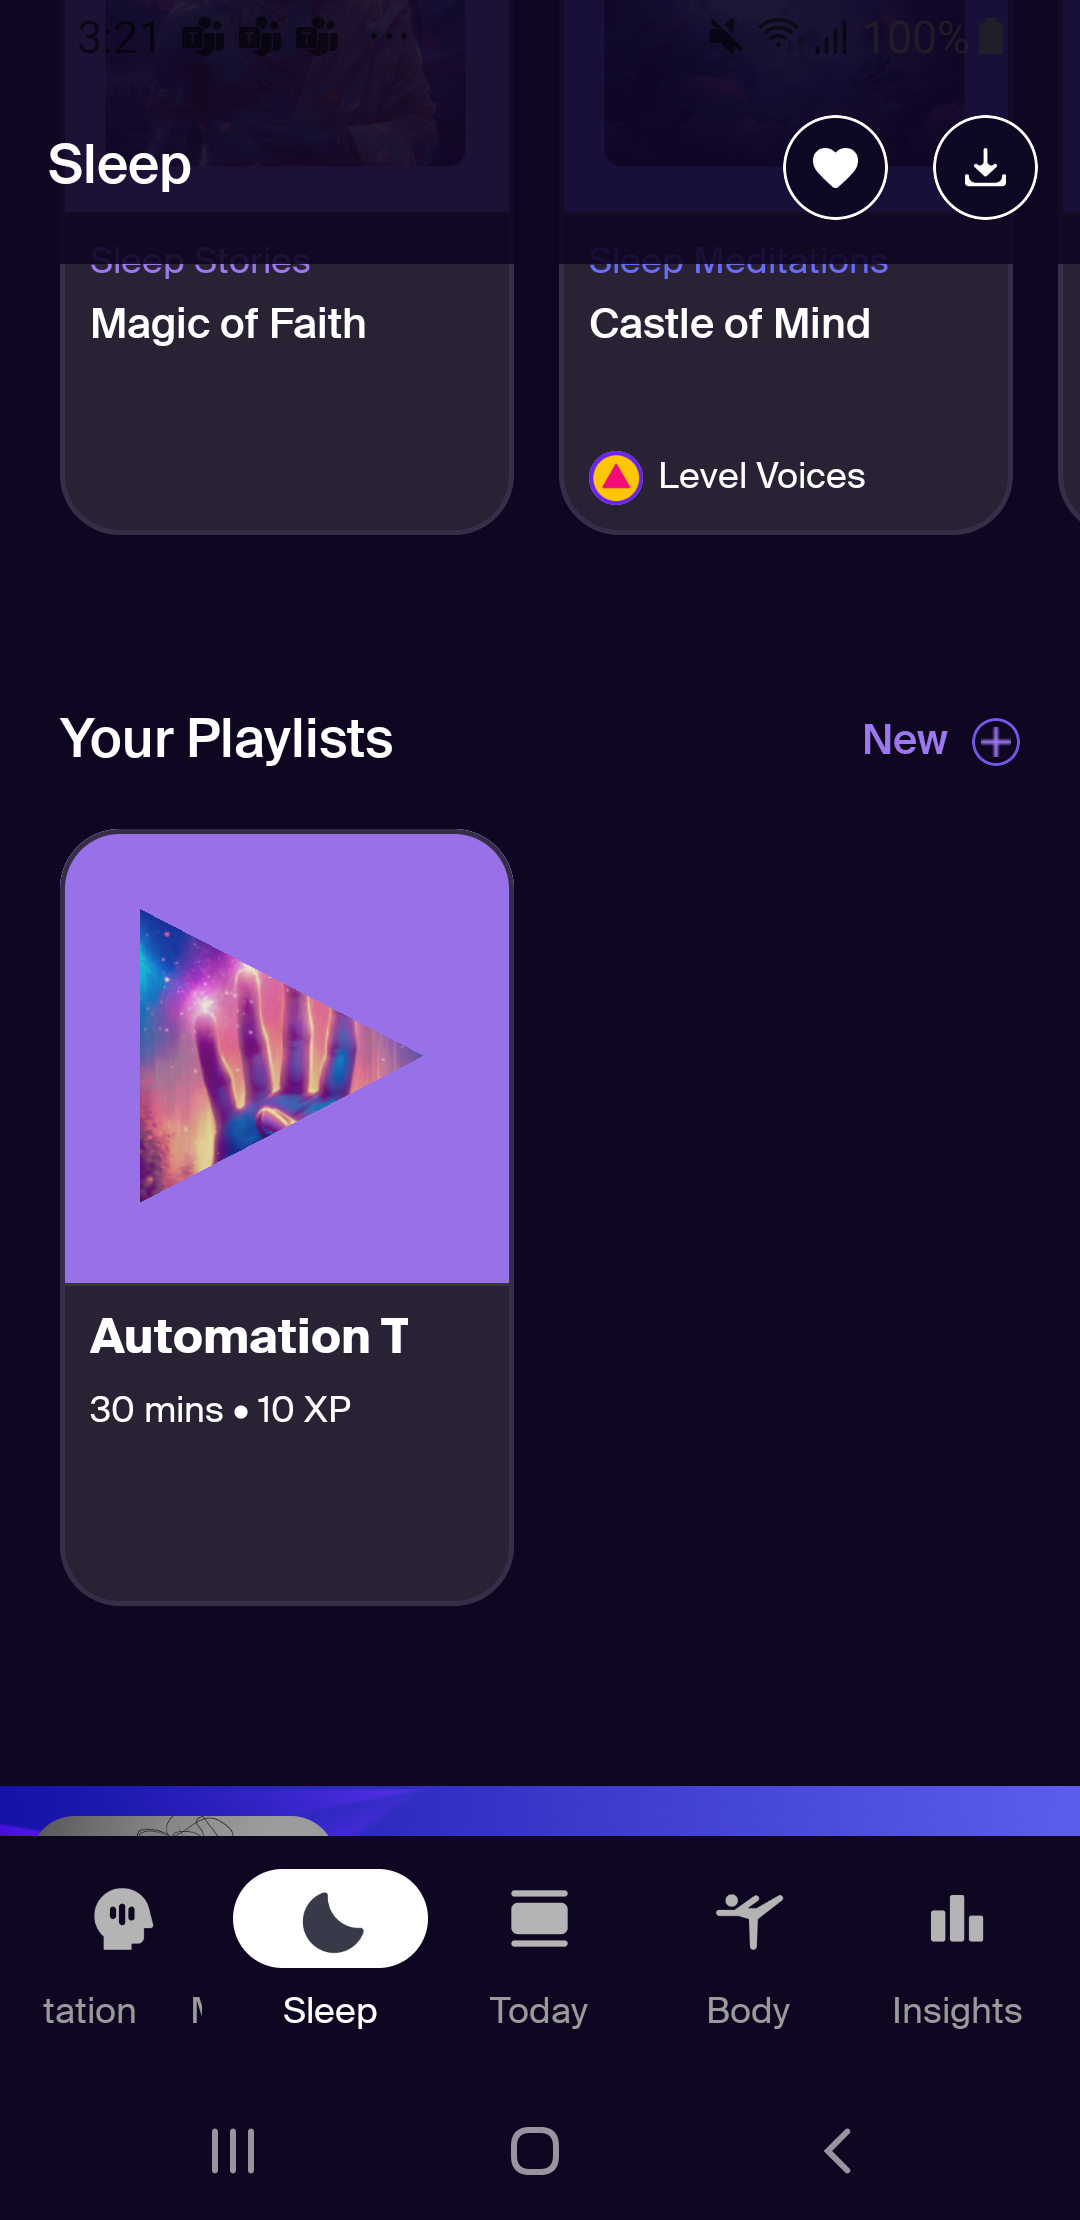 3:21 100%
Sleep
Sleep Stories Sleep Meditations
Magic of Faith Castle of Mind
Level Voices
Your Playlists New
Automation T
30 mins • 10 XP
tation Sleep Today Body Insights